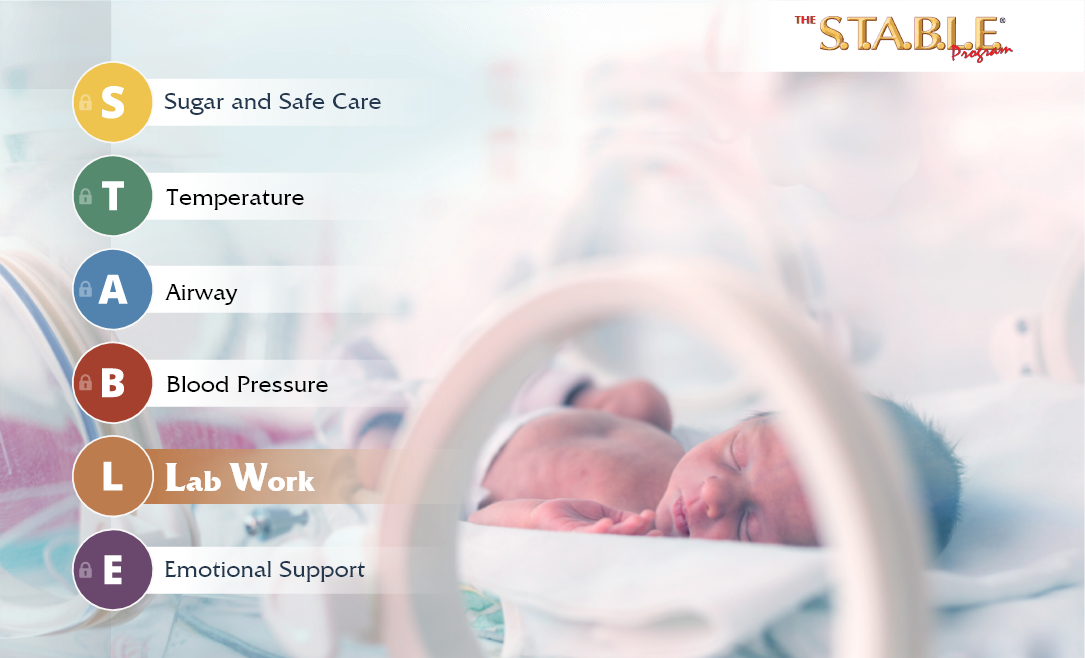 THE S.T.A.B.L.E.®
Program
S Sugar and Safe Care
T Temperature
A Airway
B Blood Pressure
L Lab Work
E Emotional Support